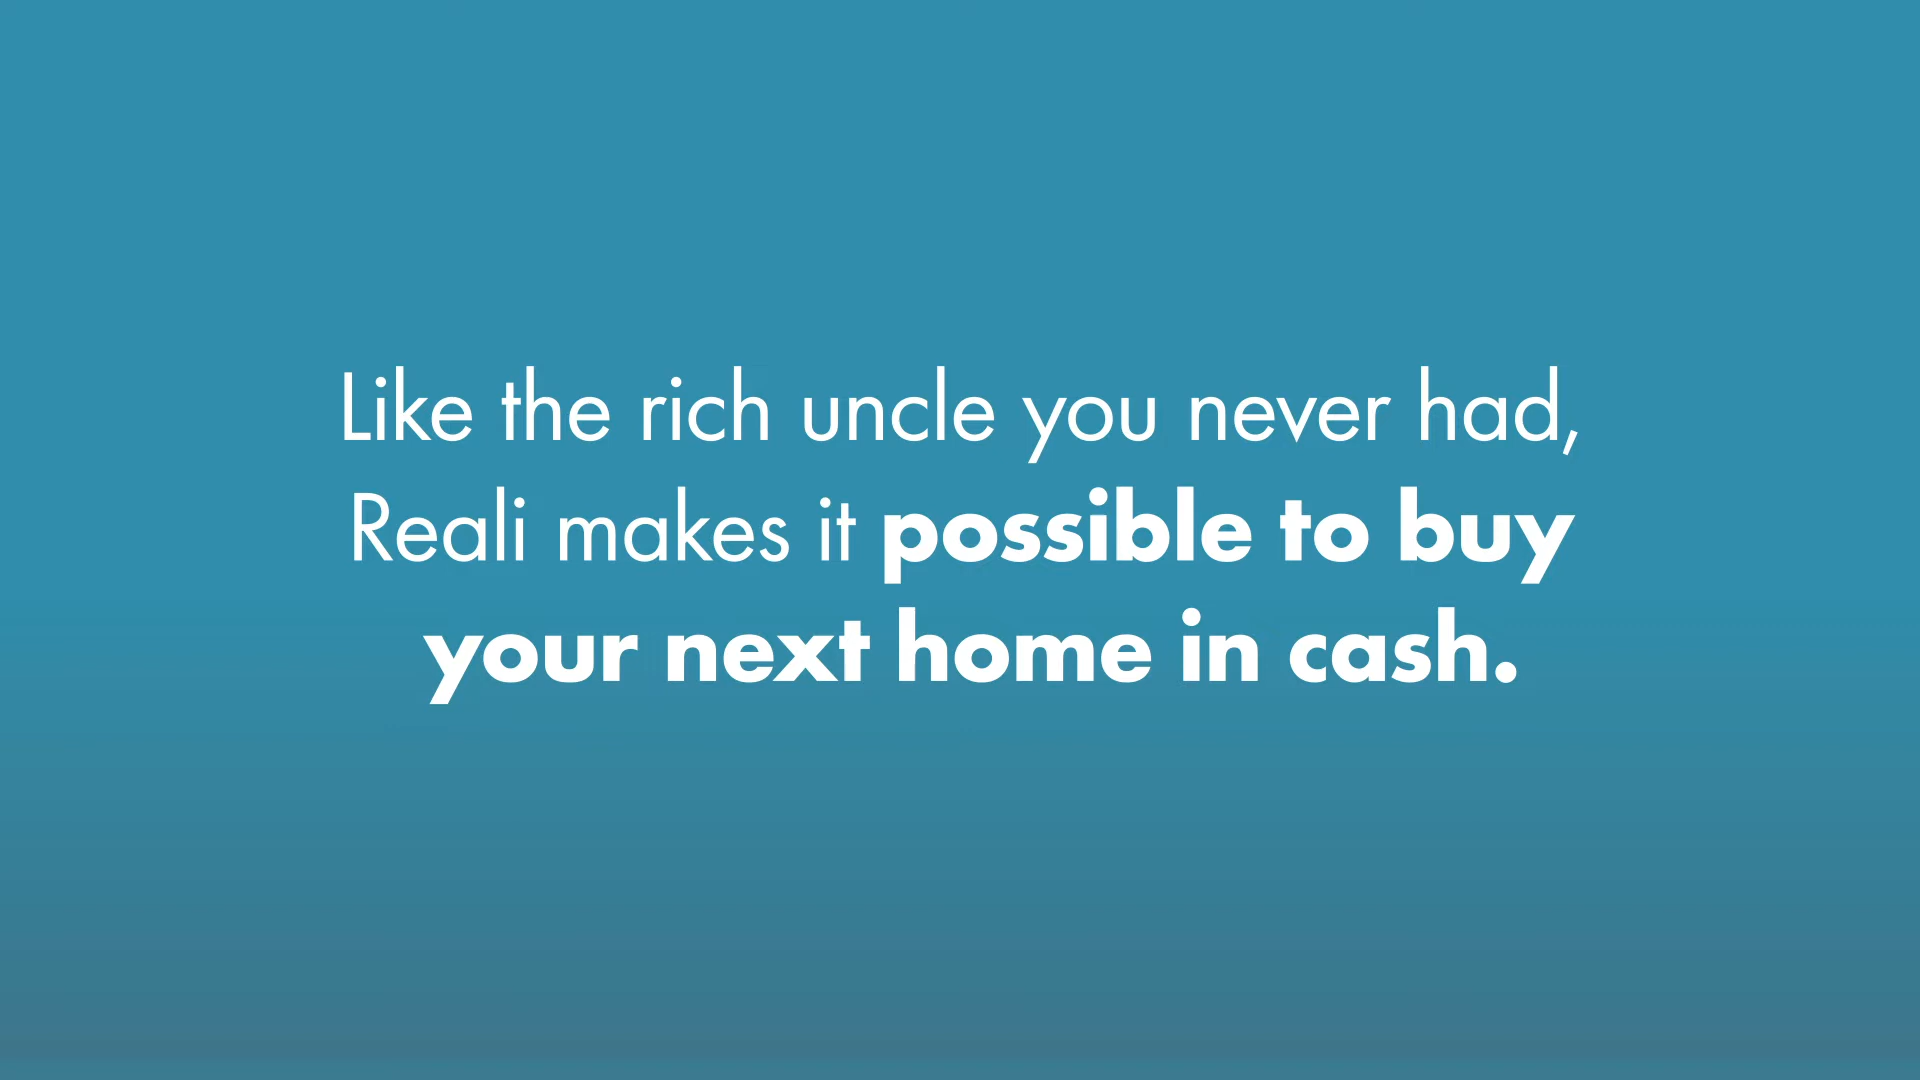 Like the rich uncle you never had,
Reali makes it possible to buy
your next home in cash.